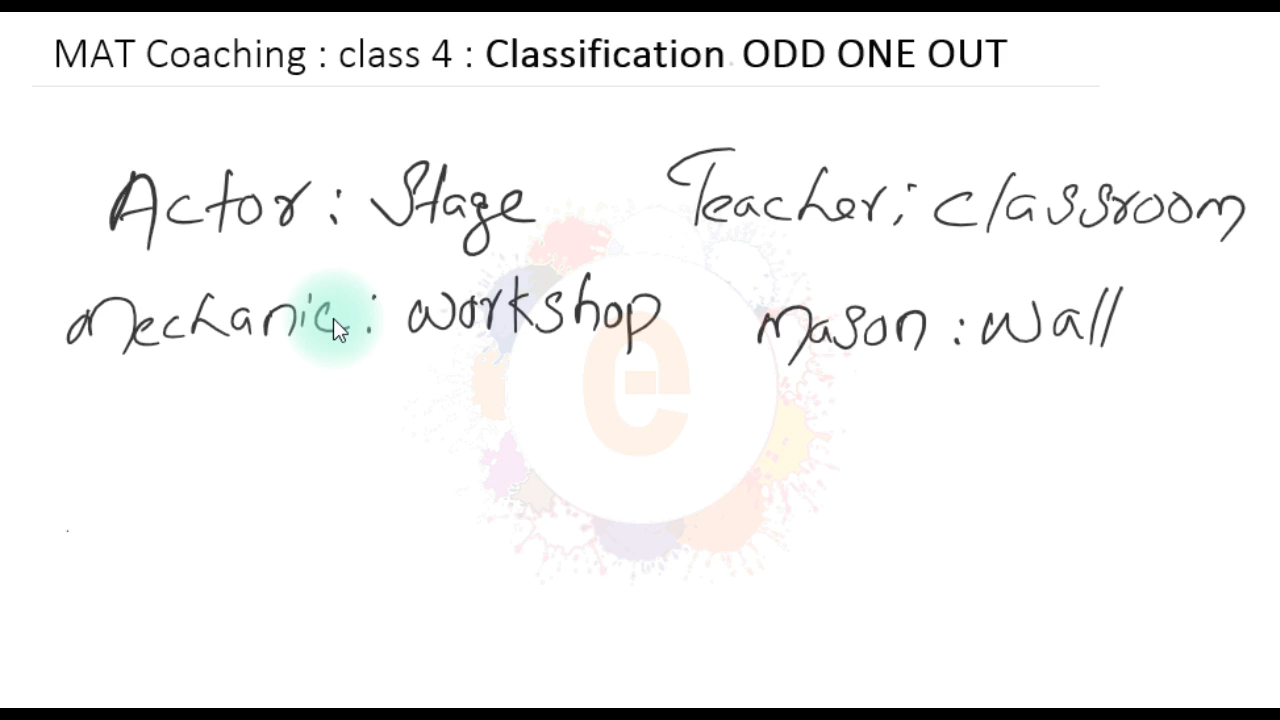 MAT Coaching : class 4 : Classification. ODD ONE OUT
Actor : Stage Teacher : classroom
mechanic : workshop mason : wall
e